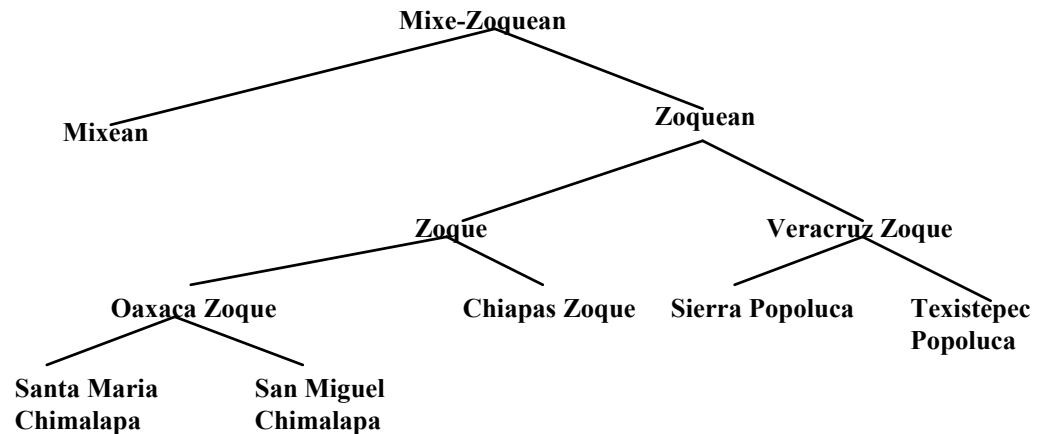 Mixe-Zoquean
Mixean
Zoquean
Zoque
Veracruz Zoque
Oaxaca Zoque
Chiapas Zoque
Sierra Popoluca
Texistepec
Popoluca
Santa Maria
Chimalapa
San Miguel
Chimalapa